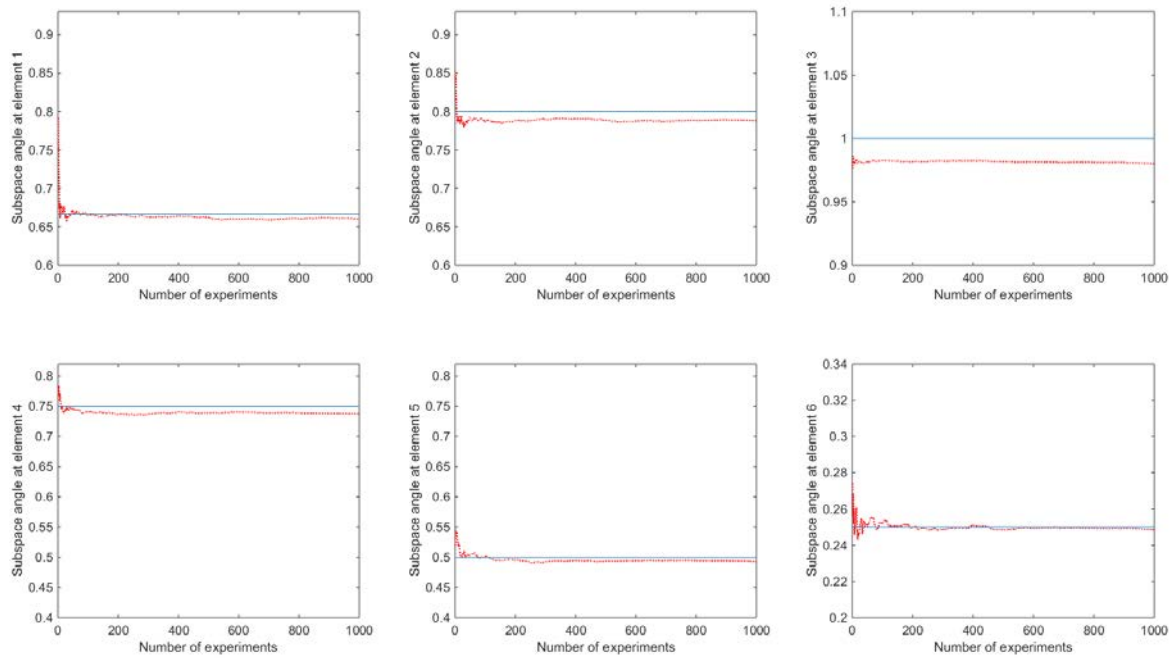 Subspace angle at element 1
0.9
0.85
0.8
0.75
0.7
0.65
0.6
0 200 400 600 800 1000
Number of experiments
Subspace angle at element 2
0.9
0.85
0.8
0.75
0.7
0.65
0.6
0 200 400 600 800 1000
Number of experiments
Subspace angle at element 3
1.1
1.05
1
0.95
0.9
0 200 400 600 800 1000
Number of experiments
Subspace angle at element 4
0.8
0.75
0.7
0.65
0.6
0.55
0.5
0.45
0.4
0 200 400 600 800 1000
Number of experiments
Subspace angle at element 5
0.8
0.75
0.7
0.65
0.6
0.55
0.5
0.45
0.4
0 200 400 600 800 1000
Number of experiments
Subspace angle at element 6
0.34
0.32
0.3
0.28
0.26
0.24
0.22
0.2
0 200 400 600 800 1000
Number of experiments